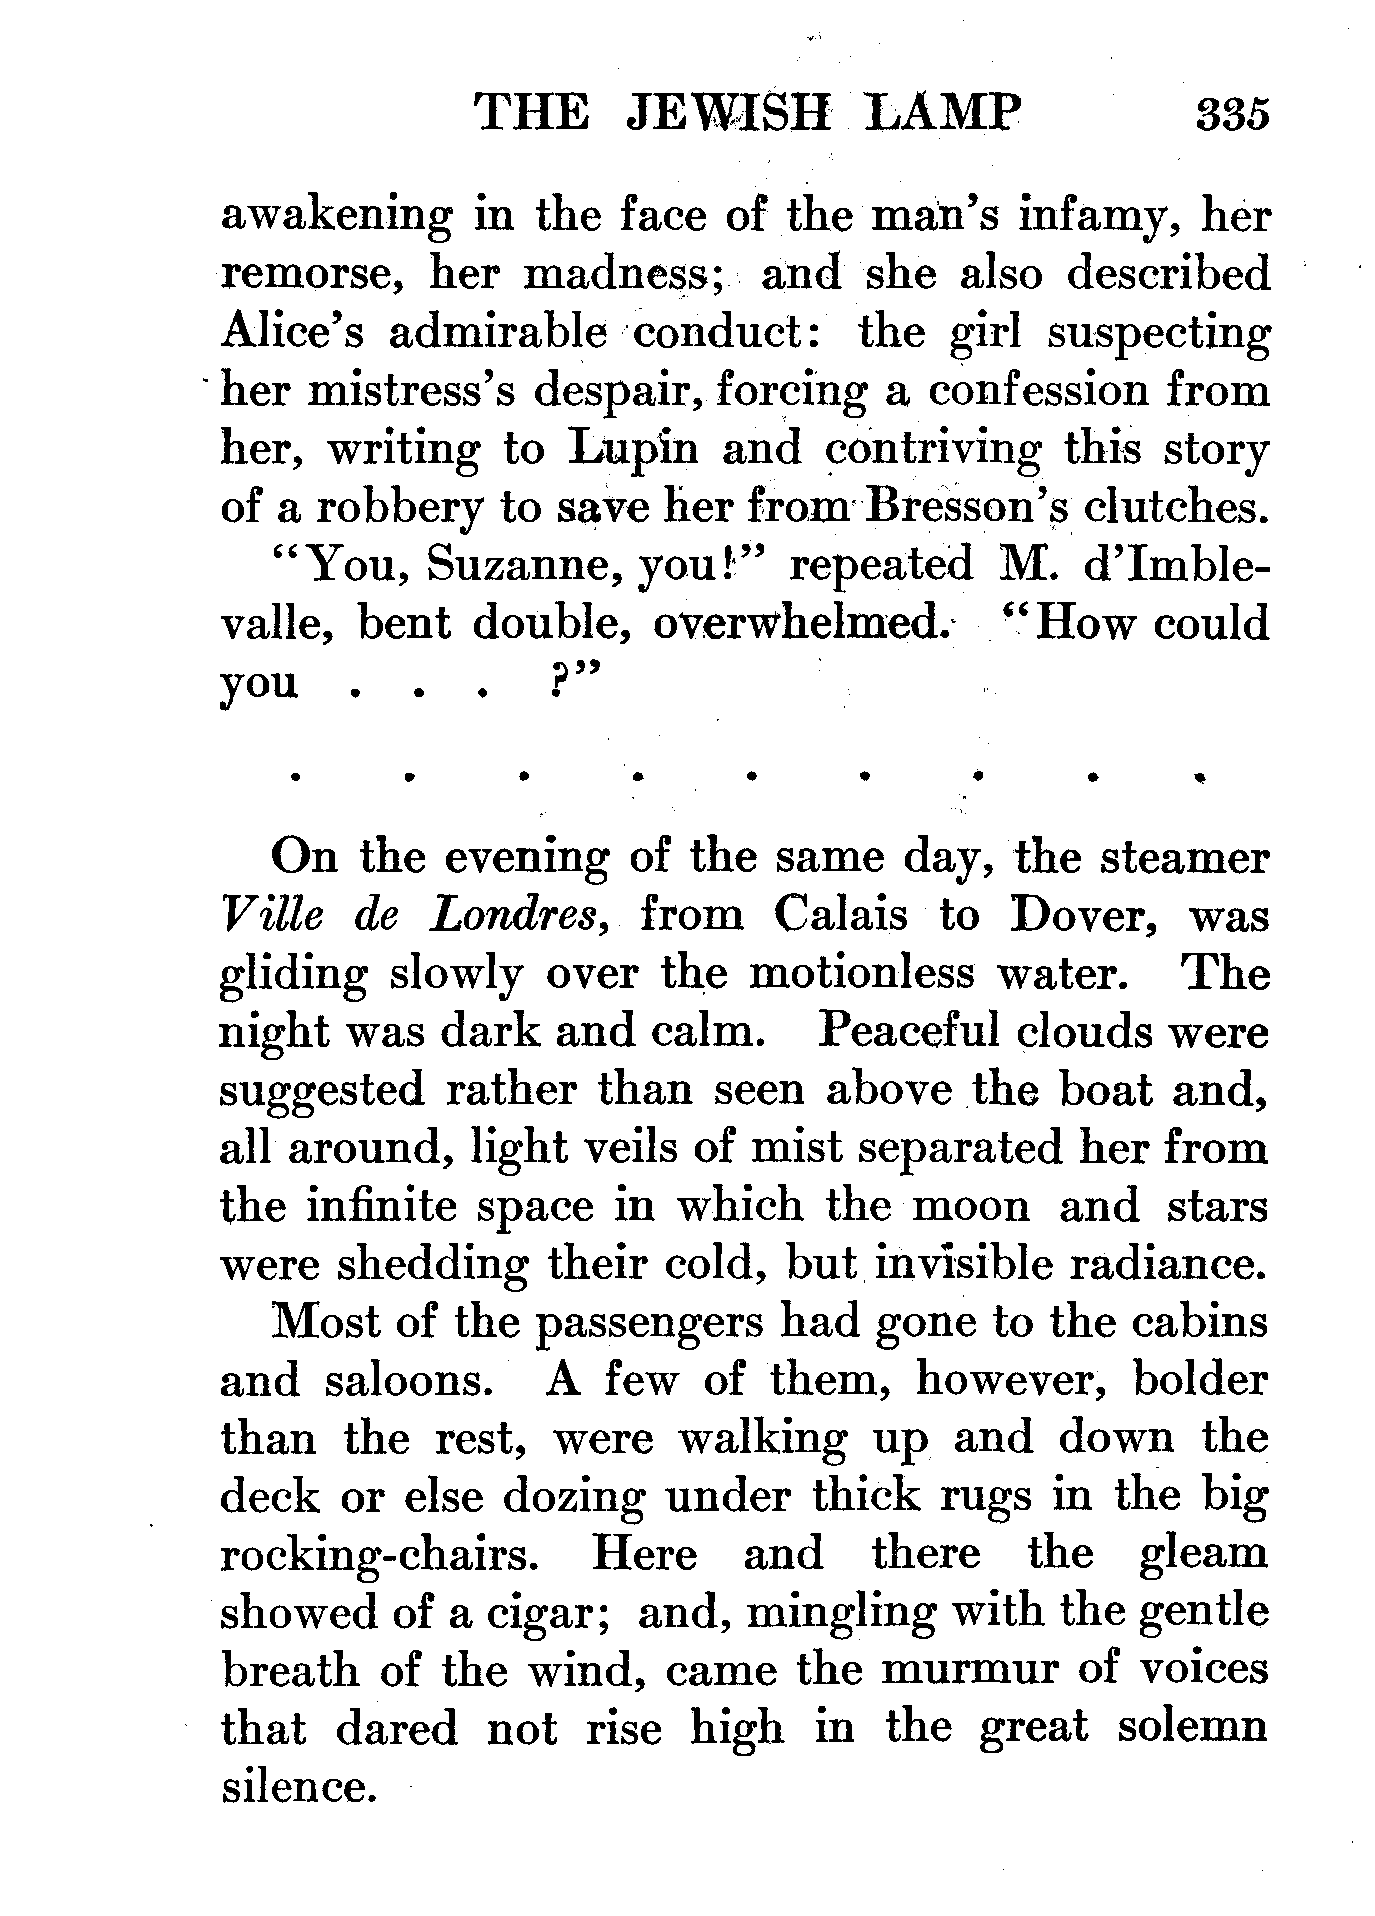 THE JEWISH LAMP 335
awakening in the face of the man's infamy, her
remorse, her madness; and she also described
Alice's admirable conduct: the girl suspecting
her mistress's despair, forcing a confession from
her, writing to Lupin and contriving this story
of a robbery to save her from Bresson's clutches.
"You, Suzanne, you!" repeated M. d'Imble-
valle, bent double, overwhelmed. "How could
you . . . ?"
. . . . . . . . .
On the evening of the same day, the steamer
Ville de Londres, from Calais to Dover, was
gliding slowly over the motionless water. The
night was dark and calm. Peaceful clouds were
suggested rather than seen above the boat and,
all around, light veils of mist separated her from
the infinite space in which the moon and stars
were shedding their cold, but invisible radiance.
Most of the passengers had gone to the cabins
and saloons. A few of them, however, bolder
than the rest, were walking up and down the
deck or else dozing under thick rugs in the big
rocking-chairs. Here and there the gleam
showed of a cigar; and, mingling with the gentle
breath of the wind, came the murmur of voices
that dared not rise high in the great solemn
silence.